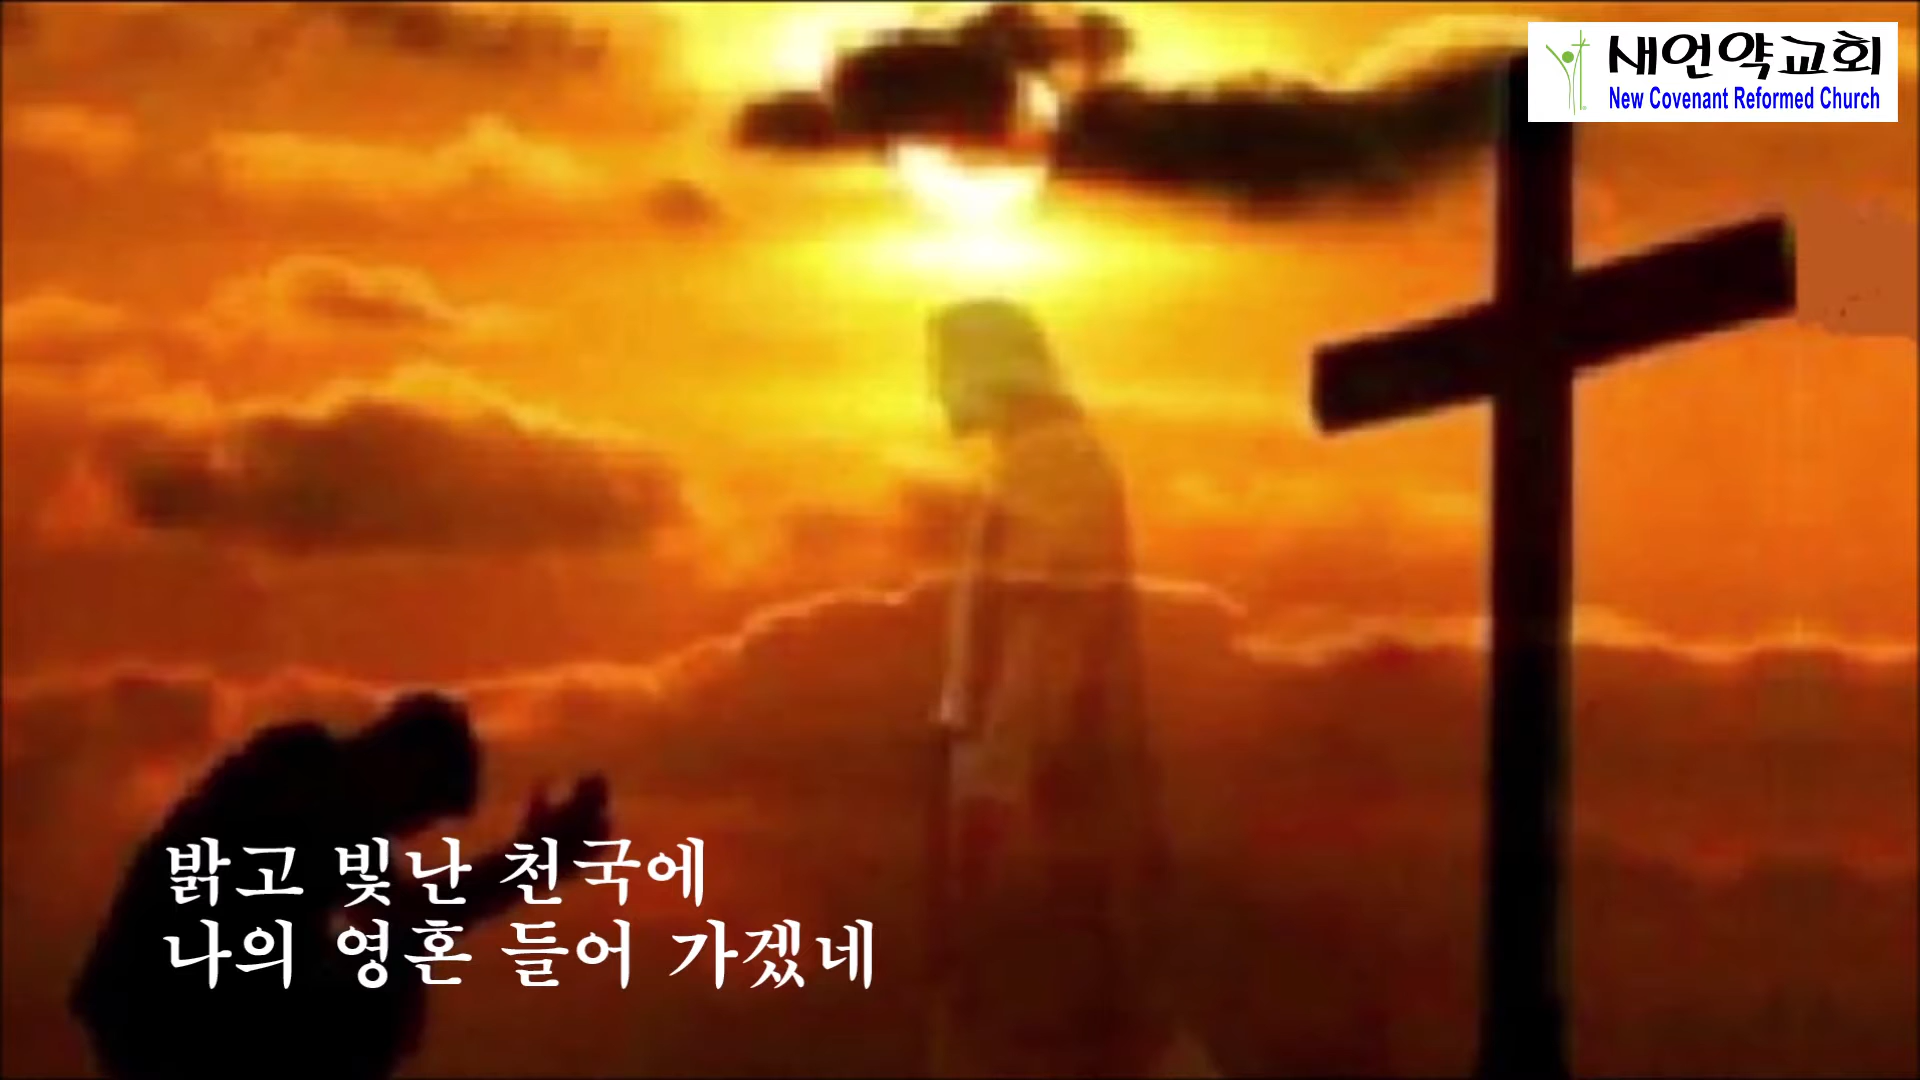 새언약교회
New Covenant Reformed Church
밝고 빛난 천국에
나의 영혼 들어 가겠네